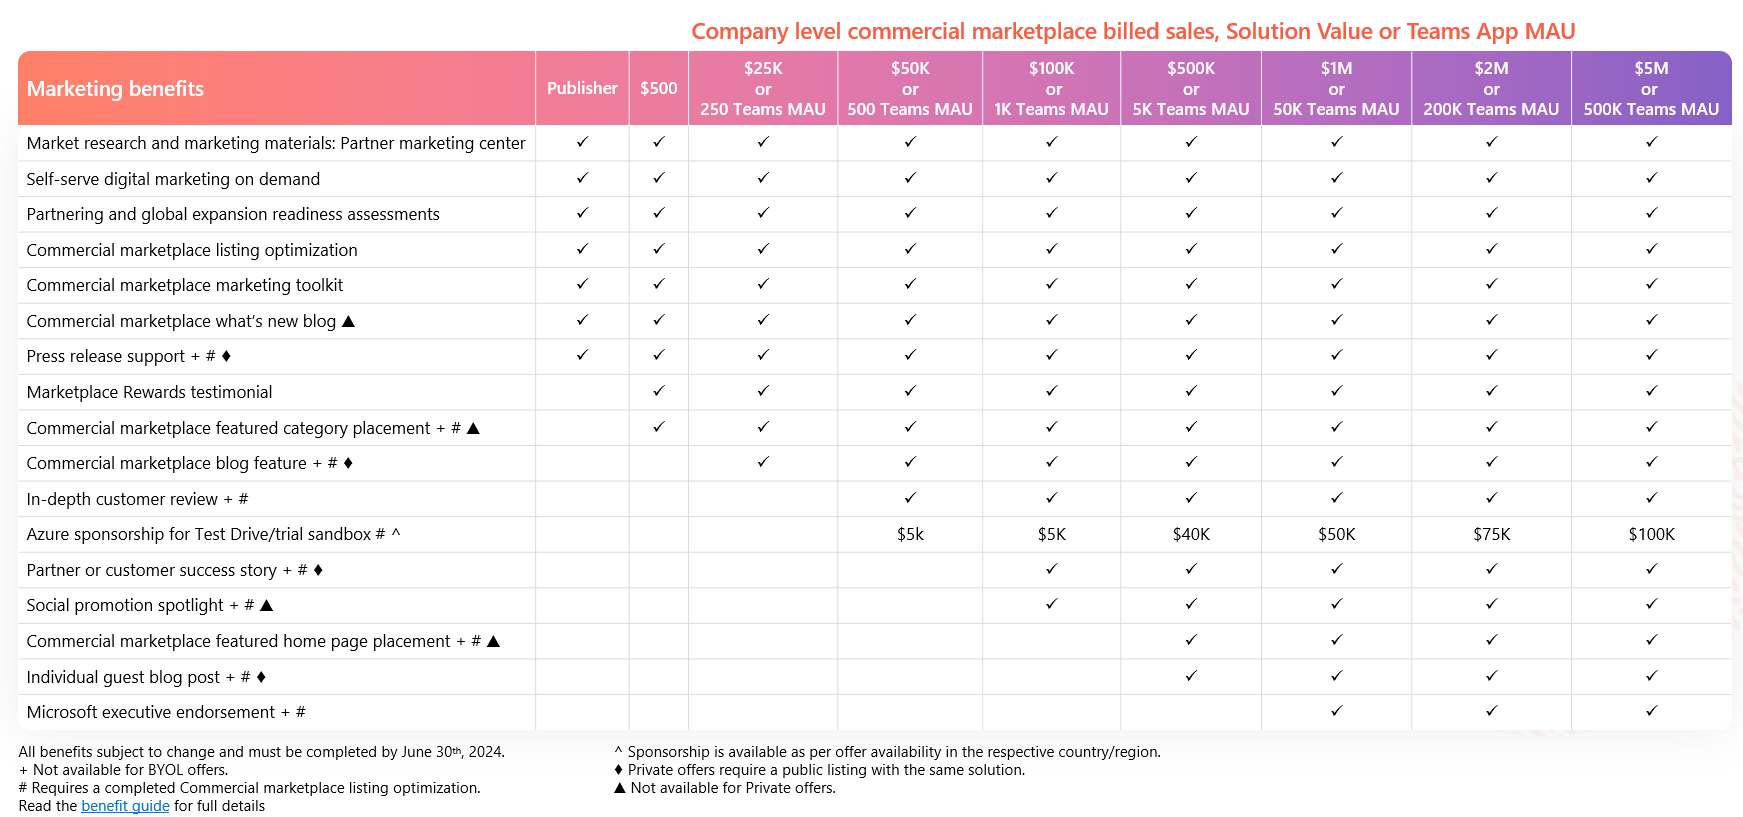 Company level commercial marketplace billed sales, Solution Value or Teams App MAU
Marketing benefits Publisher $500 $25K or 250 Teams MAU $50K or 500 Teams MAU $100K or 1K Teams MAU $500K or 5K Teams MAU $1M or 50K Teams MAU $2M or 200K Teams MAU $5M or 500K Teams MAU
Market research and marketing materials: Partner marketing center ✓ ✓ ✓ ✓ ✓ ✓ ✓ ✓ ✓
Self-serve digital marketing on demand ✓ ✓ ✓ ✓ ✓ ✓ ✓ ✓ ✓
Partnering and global expansion readiness assessments ✓ ✓ ✓ ✓ ✓ ✓ ✓ ✓ ✓
Commercial marketplace listing optimization ✓ ✓ ✓ ✓ ✓ ✓ ✓ ✓ ✓
Commercial marketplace marketing toolkit ✓ ✓ ✓ ✓ ✓ ✓ ✓ ✓ ✓
Commercial marketplace what's new blog ▲ ✓ ✓ ✓ ✓ ✓ ✓ ✓ ✓ ✓
Press release support + # ♦ ✓ ✓ ✓ ✓ ✓ ✓ ✓ ✓ ✓
Marketplace Rewards testimonial ✓ ✓ ✓ ✓ ✓ ✓ ✓ ✓
Commercial marketplace featured category placement + # ▲ ✓ ✓ ✓ ✓ ✓ ✓ ✓ ✓
Commercial marketplace blog feature + # ♦ ✓ ✓ ✓ ✓ ✓ ✓ ✓
In-depth customer review + # ✓ ✓ ✓ ✓ ✓ ✓
Azure sponsorship for Test Drive/trial sandbox # ^ $5k $5K $40K $50K $75K $100K
Partner or customer success story + # ♦ ✓ ✓ ✓ ✓ ✓
Social promotion spotlight + # ▲ ✓ ✓ ✓ ✓ ✓
Commercial marketplace featured home page placement + # ▲ ✓ ✓ ✓ ✓
Individual guest blog post + # ♦ ✓ ✓ ✓ ✓
Microsoft executive endorsement + # ✓ ✓ ✓
All benefits subject to change and must be completed by June 30th, 2024.
+ Not available for BYOL offers.
# Requires a completed Commercial marketplace listing optimization.
Read the benefit guide for full details
^ Sponsorship is available as per offer availability in the respective country/region.
♦ Private offers require a public listing with the same solution.
▲ Not available for Private offers.